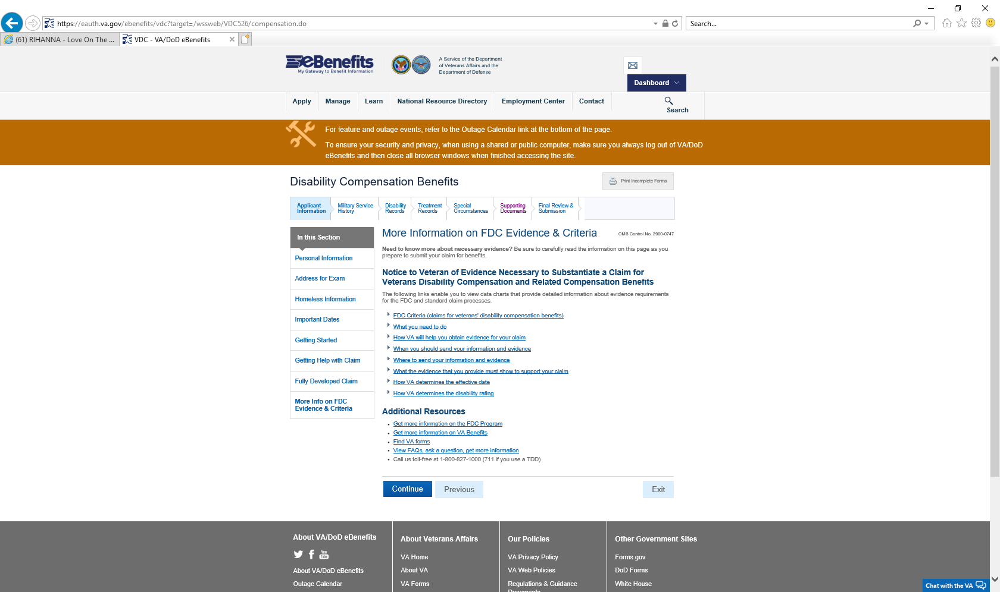 https://eauth.va.gov/ebenefits/vdc?target=/wssweb/VDC526/compensation.do
Search...
(61) RIHANNA - Love On The ...
VDC - VA/DoD eBenefits
eBenefits
My Gateway to Benefit Information
A Service of the Department
of Veterans Affairs and the
Department of Defense
Dashboard
Apply
Manage
Learn
National Resource Directory
Employment Center
Contact
Search
For feature and outage events, refer to the Outage Calendar link at the bottom of the page.
To ensure your security and privacy, when using a shared or public computer, make sure you always log out of VA/DoD
eBenefits and then close all browser windows when finished accessing the site.
Disability Compensation Benefits
Print Incomplete Forms
Applicant
Information
Military Service
History
Disability
Records
Treatment
Records
Special
Circumstances
Supporting
Documents
Final Review &
Submission
In this Section
Personal Information
Address for Exam
Homeless Information
Important Dates
Getting Started
Getting Help with Claim
Fully Developed Claim
More Info on FDC
Evidence & Criteria
More Information on FDC Evidence & Criteria
OMB Control No. 2900-0747
Need to know more about necessary evidence? Be sure to carefully read the information on this page as you
prepare to submit your claim for benefits.
Notice to Veteran of Evidence Necessary to Substantiate a Claim for
Veterans Disability Compensation and Related Compensation Benefits
The following links enable you to view data charts that provide detailed information about evidence requirements
for the FDC and standard claim processes.
FDC Criteria (claims for veterans' disability compensation benefits)
What you need to do
How VA will help you obtain evidence for your claim
When you should send your information and evidence
Where to send your information and evidence
What the evidence that you provide must show to support your claim
How VA determines the effective date
How VA determines the disability rating
Additional Resources
• Get more information on the FDC Program
• Get more information on VA Benefits
• Find VA forms
• View FAQs, ask a question, get more information
• Call us toll-free at 1-800-827-1000 (711 if you use a TDD)
Continue
Previous
Exit
About VA/DoD eBenefits
You Tube
About VA/DoD eBenefits
Outage Calendar
About Veterans Affairs
VA Home
About VA
VA Forms
Our Policies
VA Privacy Policy
VA Web Policies
Regulations & Guidance
Documents
Other Government Sites
Forms.gov
DoD Forms
White House
Chat with the VA